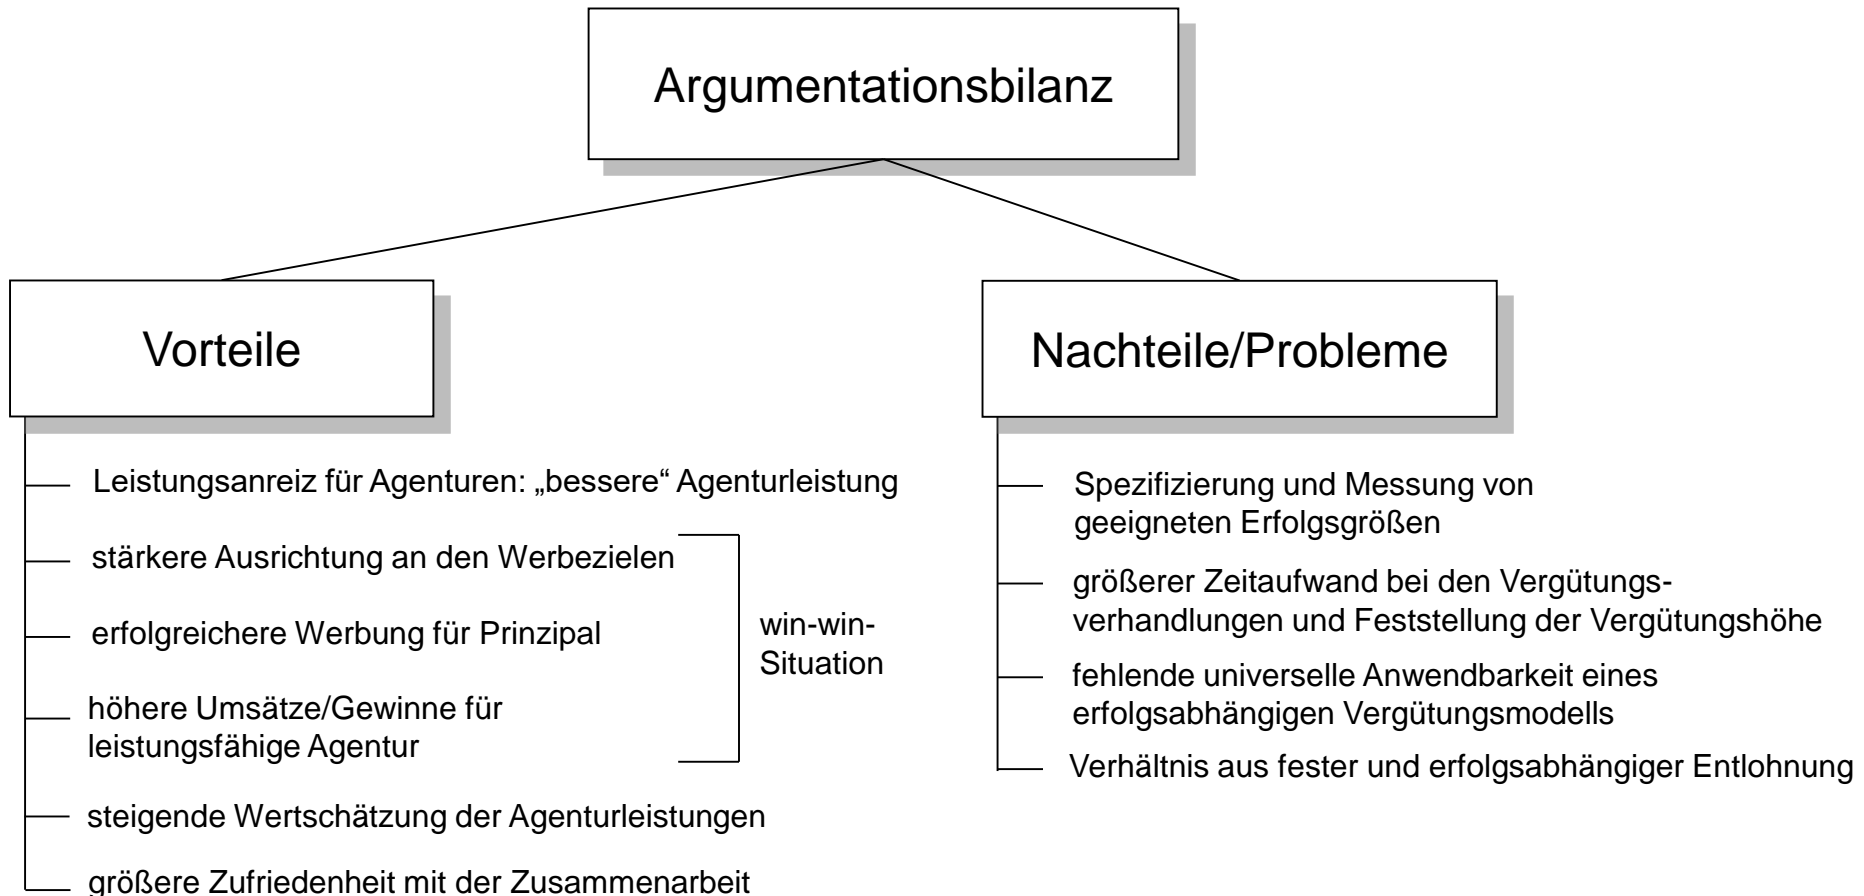 Argumentationsbilanz
Vorteile
Leistungsanreiz für Agenturen: „bessere“ Agenturleistung
stärkere Ausrichtung an den Werbezielen
erfolgreichere Werbung für Prinzipal
höhere Umsätze/Gewinne für
leistungsfähige Agentur
win-win-
Situation
steigende Wertschätzung der Agenturleistungen
größere Zufriedenheit mit der Zusammenarbeit
Nachteile/Probleme
Spezifizierung und Messung von
geeigneten Erfolgsgrößen
größerer Zeitaufwand bei den Vergütungs-
verhandlungen und Feststellung der Vergütungshöhe
fehlende universelle Anwendbarkeit eines
erfolgsabhängigen Vergütungsmodells
Verhältnis aus fester und erfolgsabhängiger Entlohnung